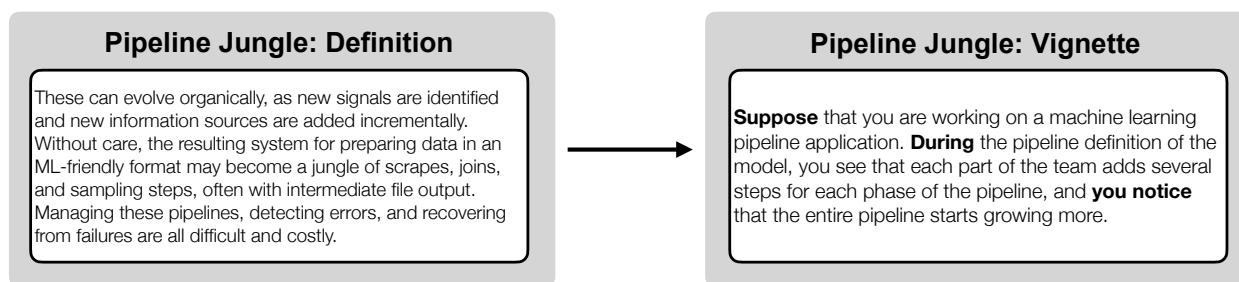 Pipeline Jungle: Definition
These can evolve organically, as new signals are identified
and new information sources are added incrementally.
Without care, the resulting system for preparing data in an
ML-friendly format may become a jungle of scrapes, joins,
and sampling steps, often with intermediate file output.
Managing these pipelines, detecting errors, and recovering
from failures are all difficult and costly.
Pipeline Jungle: Vignette
Suppose that you are working on a machine learning
pipeline application. During the pipeline definition of the
model, you see that each part of the team adds several
steps for each phase of the pipeline, and you notice
that the entire pipeline starts growing more.